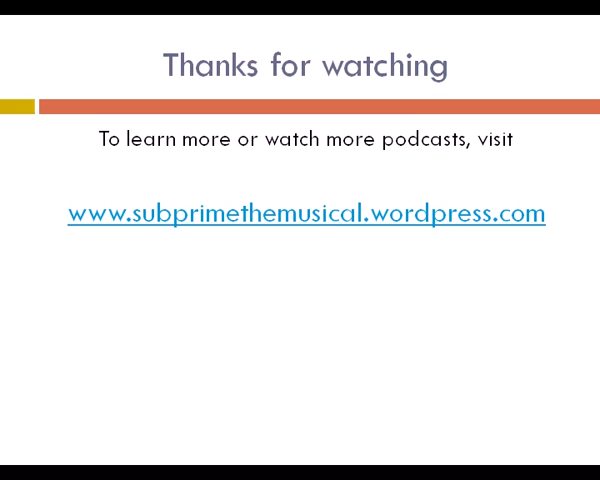 Thanks for watching
To learn more or watch more podcasts, visit
www.subprimethemusical.wordpress.com